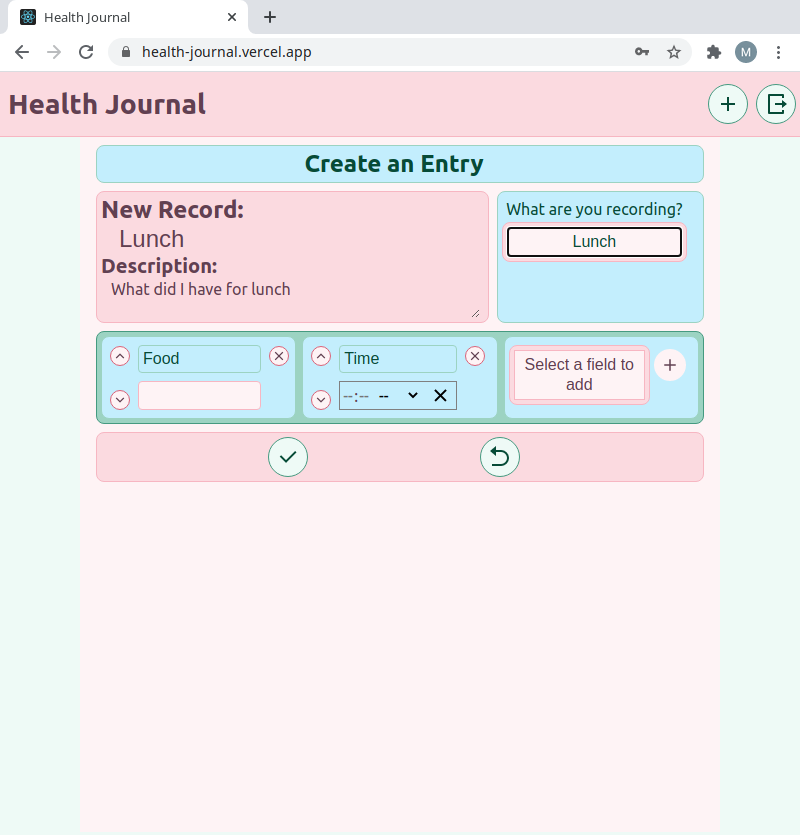 Health Journal
health-journal.vercel.app
M
Health Journal
Create an Entry
New Record:
Lunch
Description:
What did I have for lunch
What are you recording?
Lunch
Food
Time
--:-- --
Select a field to
add